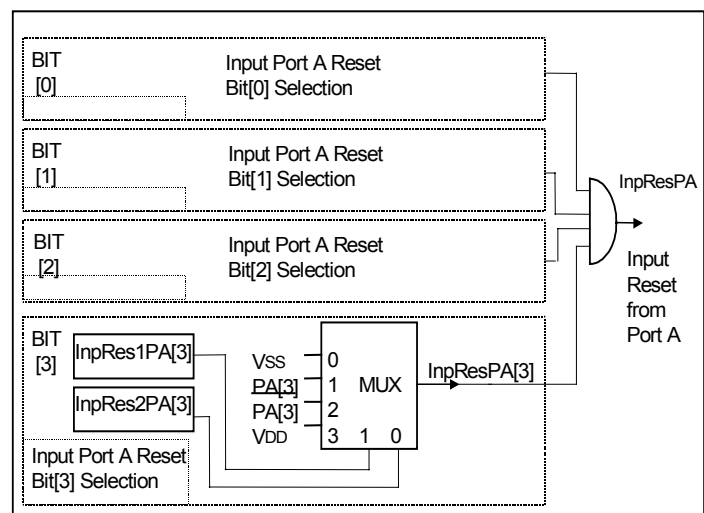 BIT
[0]
Input Port A Reset
Bit[0] Selection
BIT
[1]
Input Port A Reset
Bit[1] Selection
BIT
[2]
Input Port A Reset
Bit[2] Selection
InpResPA
Input
Reset
from
Port A
BIT
[3]
InpRes1PA[3]
InpRes2PA[3]
VSS 0
PA[3] 1
PA[3] 2
VDD 3 1 0
MUX
InpResPA[3]
Input Port A Reset
Bit[3] Selection